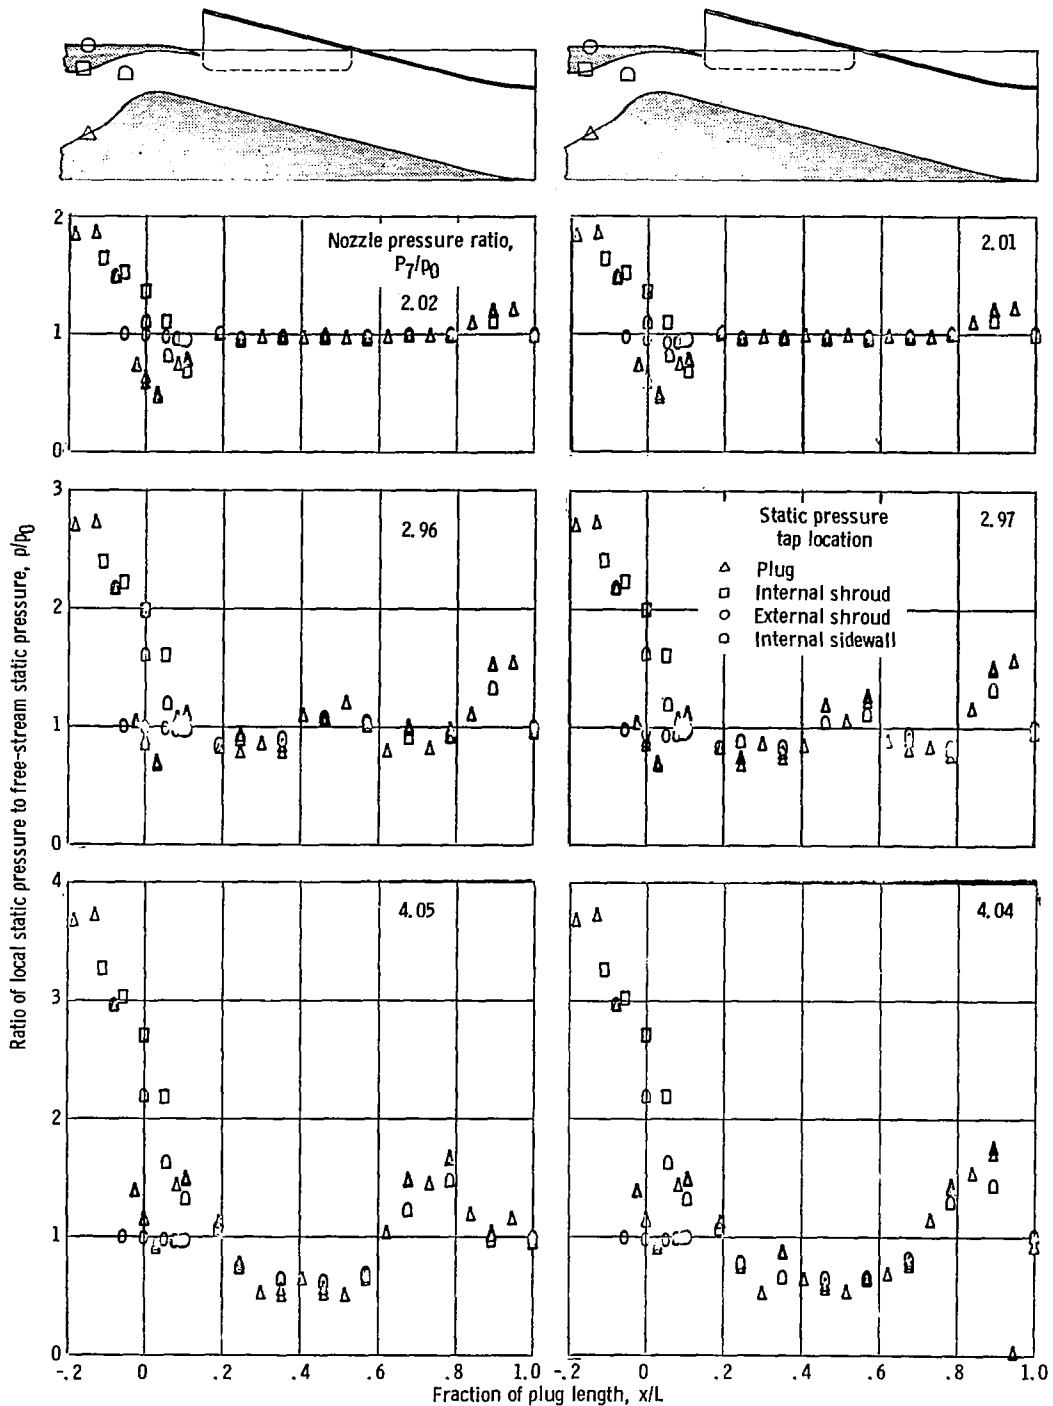 2
Nozzle pressure ratio,
P7/p0
2.02
2.01
1
0
3
2.96
Static pressure
tap location
2.97
Plug
Internal shroud
External shroud
Internal sidewall
2
1
0
4
4.05
4.04
3
2
1
0
-.2 0 .2 .4 .6 .8 1.0
-.2 0 .2 .4 .6 .8 1.0
Fraction of plug length, x/L
Ratio of local static pressure to free-stream static pressure, p/p0